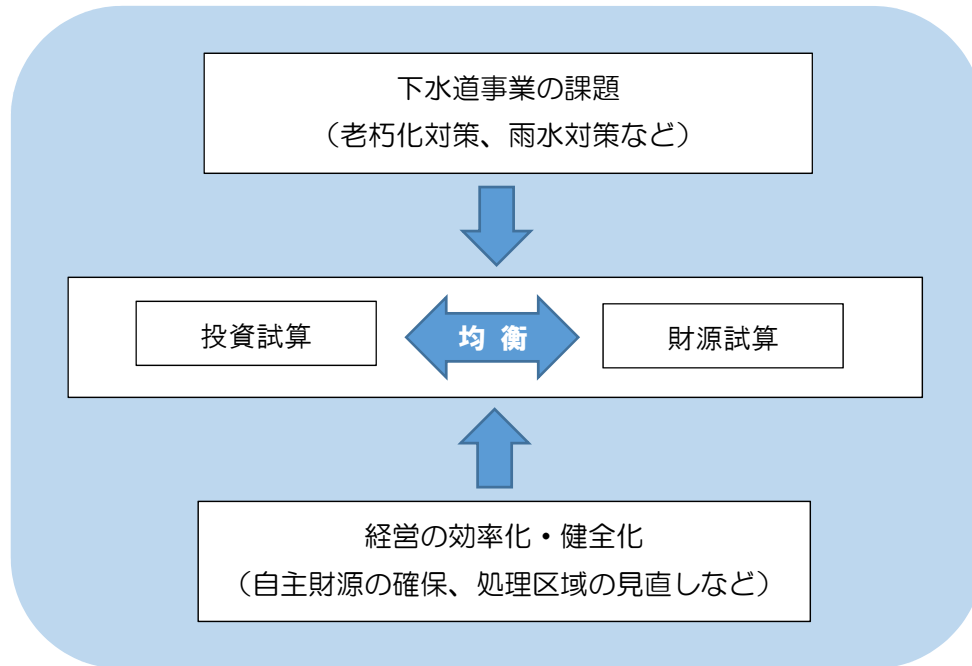 下水道事業の課題
（老朽化対策、雨水対策など）
投資試算
均 衡
財源試算
経営の効率化・健全化
（自主財源の確保、処理区域の見直しなど）